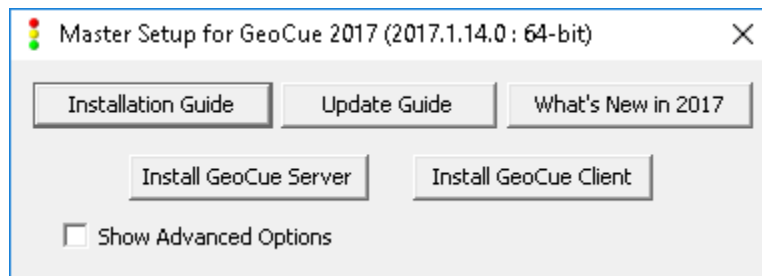 Master Setup for GeoCue 2017 (2017.1.14.0 : 64-bit)
Installation Guide
Update Guide
What's New in 2017
Install GeoCue Server
Install GeoCue Client
Show Advanced Options